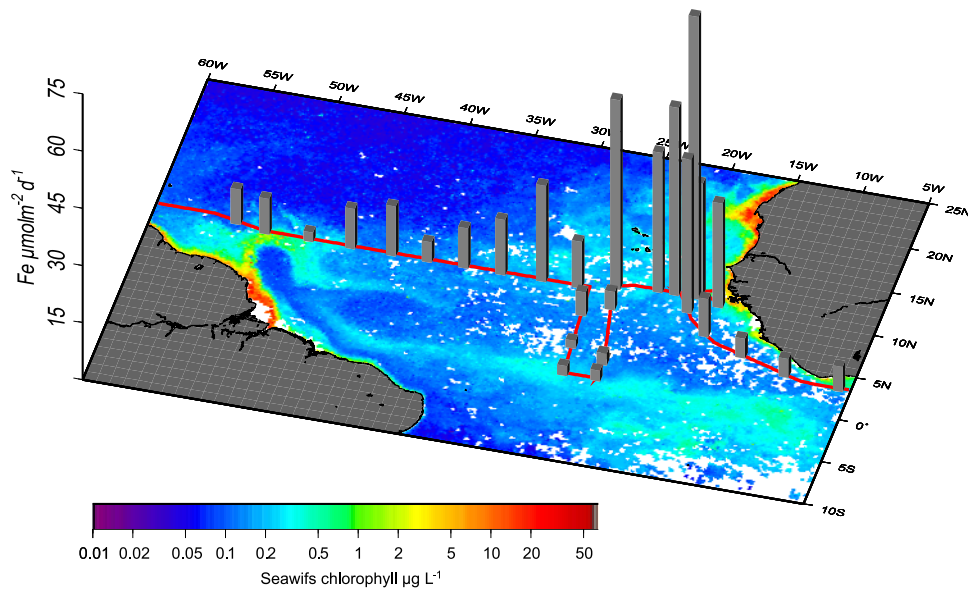 60W 55W 50W 45W 40W 35W 30W 25W 20W 15W 10W 5W
Fe µmolm⁻² d⁻¹
75
60
45
30
15
25N
20N
15N
10N
5N
0°
5S
10S
0.01 0.02 0.05 0.1 0.2 0.5 1 2 5 10 20 50
Seawifs chlorophyll µg L⁻¹